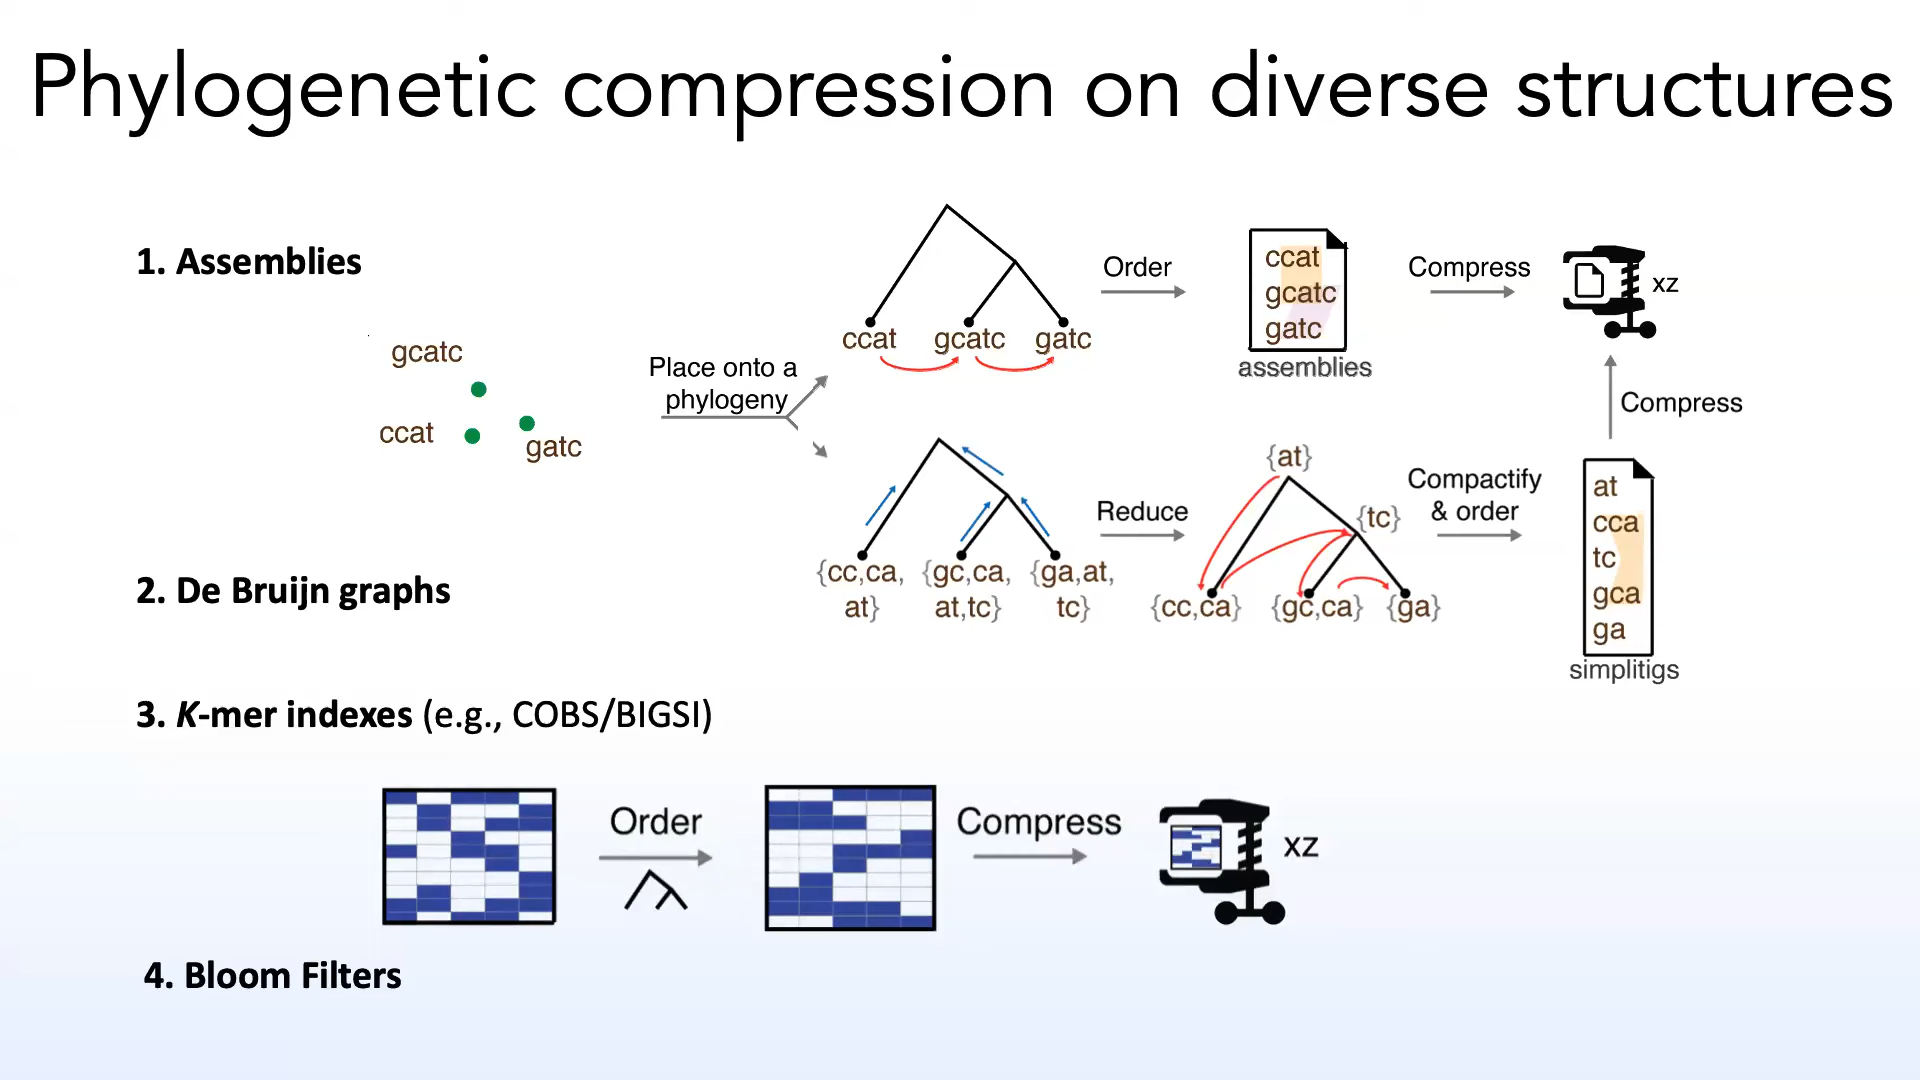 Phylogenetic compression on diverse structures
1. Assemblies
gcatc
ccat
gatc
Place onto a
phylogeny
ccat gcatc gatc
Order
ccat
gcatc
gatc
assemblies
Compress
xz
2. De Bruijn graphs
{cc,ca, {gc,ca, {ga,at,
at} at,tc} tc}
Reduce
{at}
{tc}
{cc,ca} {gc,ca} {ga}
Compactify
& order
at
cca
tc
gca
ga
simplitigs
Compress
3. K-mer indexes (e.g., COBS/BIGSI)
Order
Compress
xz
4. Bloom Filters